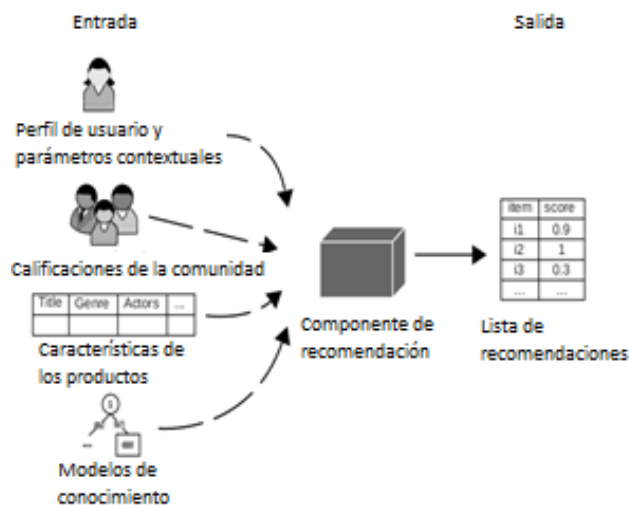 Entrada
Salida
Perfil de usuario y
parámetros contextuales
Calificaciones de la comunidad
Title Genre Actors ...
Características de
los productos
Modelos de
conocimiento
Componente de
recomendación
item score
i1 0.9
i2 1
i3 0.3
... ...
Lista de
recomendaciones